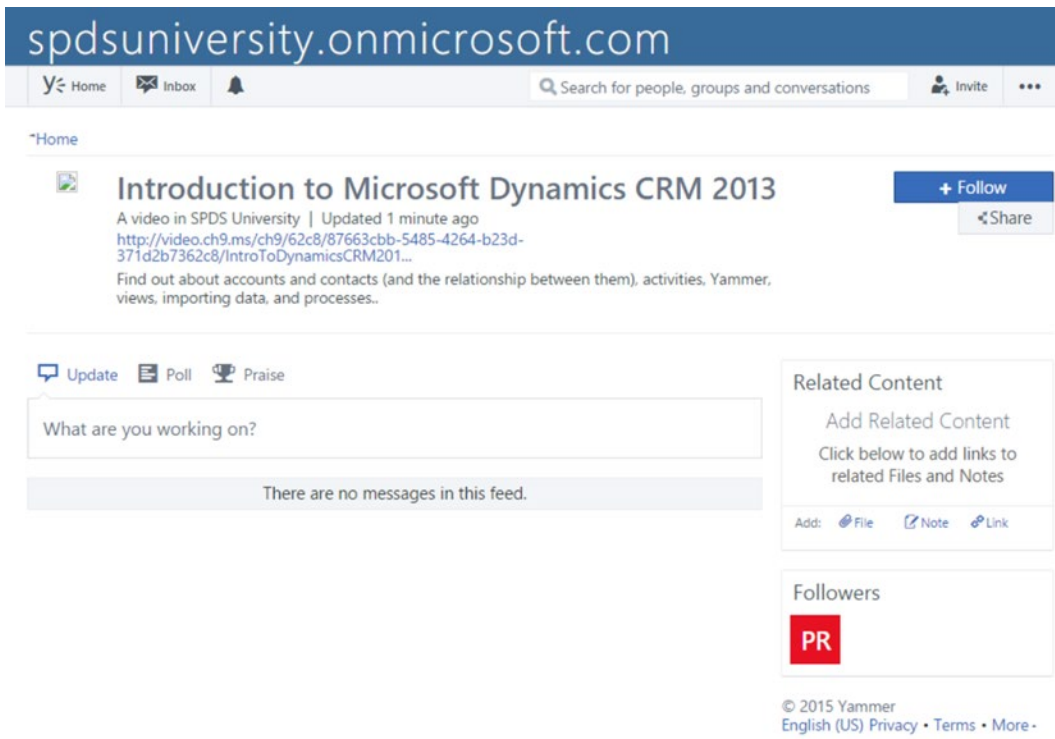 spdsuniversity.onmicrosoft.com
Home Inbox Search for people, groups and conversations Invite
Home
Introduction to Microsoft Dynamics CRM 2013
+ Follow
A video in SPDS University | Updated 1 minute ago
Share
http://video.ch9.ms/ch9/62c8/87663cbb-5485-4264-b23d-
371d2b7362c8/IntroToDynamicsCRM201...
Find out about accounts and contacts (and the relationship between them), activities, Yammer,
views, importing data, and processes..
Update Poll Praise
What are you working on?
There are no messages in this feed.
Related Content
Add Related Content
Click below to add links to
related Files and Notes
Add: File Note Link
Followers
PR
© 2015 Yammer
English (US) Privacy • Terms • More